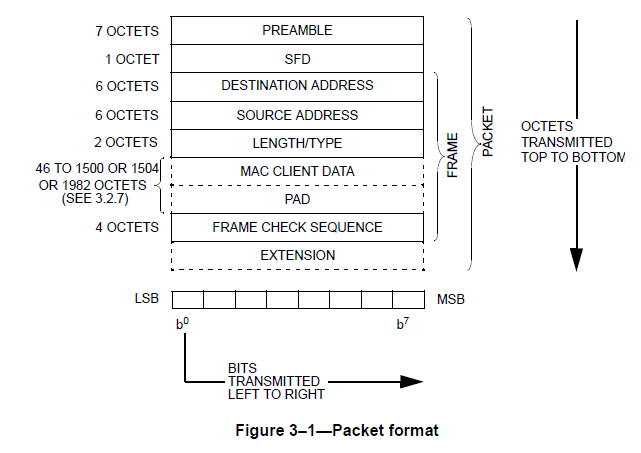 7 OCTETS PREAMBLE
1 OCTET SFD
6 OCTETS DESTINATION ADDRESS
6 OCTETS SOURCE ADDRESS
2 OCTETS LENGTH/TYPE
46 TO 1500 OR 1504
OR 1982 OCTETS
(SEE 3.2.7)
MAC CLIENT DATA
PAD
4 OCTETS FRAME CHECK SEQUENCE
EXTENSION
FRAME
PACKET
OCTETS
TRANSMITTED
TOP TO BOTTOM
LSB MSB
b0 b7
BITS
TRANSMITTED
LEFT TO RIGHT
Figure 3–1—Packet format